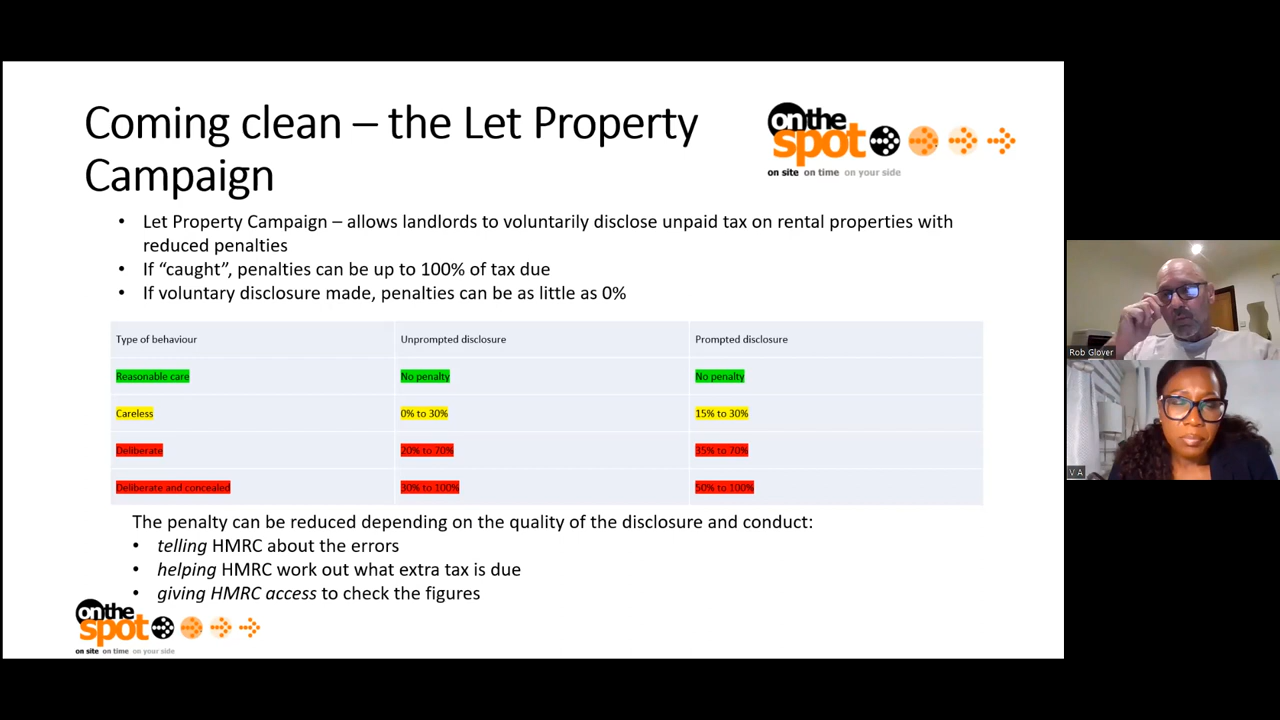 Coming clean – the Let Property
Campaign
on the
spot
on site on time on your side
• Let Property Campaign – allows landlords to voluntarily disclose unpaid tax on rental properties with
reduced penalties
• If “caught”, penalties can be up to 100% of tax due
• If voluntary disclosure made, penalties can be as little as 0%
Type of behaviour Unprompted disclosure Prompted disclosure
Reasonable care No penalty No penalty
Careless 0% to 30% 15% to 30%
Deliberate 20% to 70% 35% to 70%
Deliberate and concealed 30% to 100% 50% to 100%
The penalty can be reduced depending on the quality of the disclosure and conduct:
• telling HMRC about the errors
• helping HMRC work out what extra tax is due
• giving HMRC access to check the figures
on the
spot
on site on time on your side
Rob Glover
V A